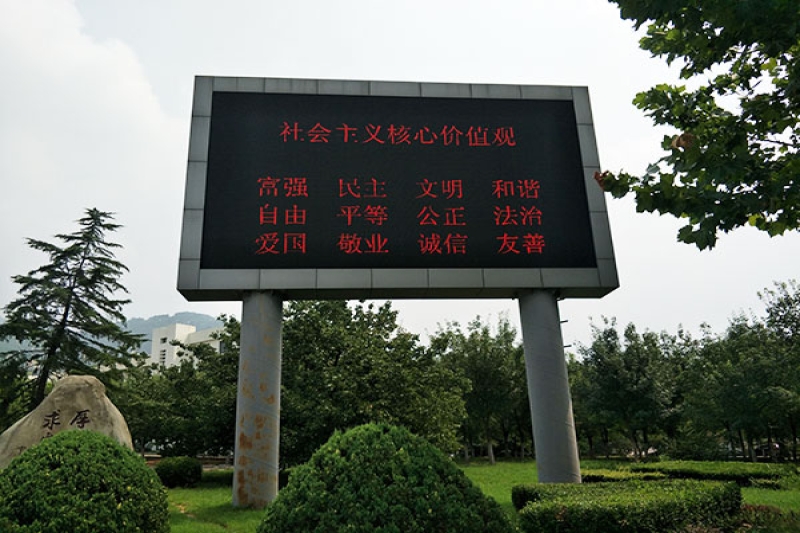 社会主义核心价值观
富强 民主 文明 和谐
自由 平等 公正 法治
爱国 敬业 诚信 友善
求厚